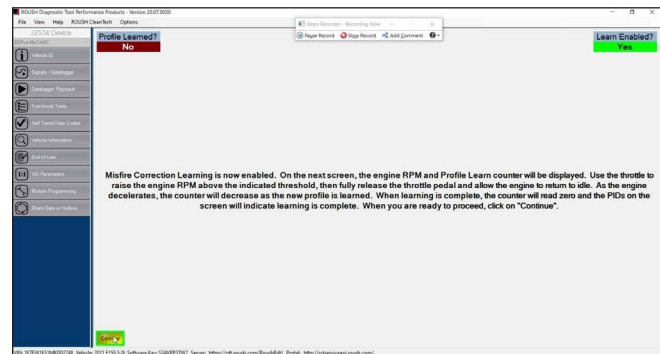 ROUSH Diagnostic Tool Performance Products - Version 20.07.0020
File View Help ROUSH CleanTech Options
Steps Recorder - Recording Now
Pause Record Stop Record Add Comment
J2534 Device
Profile Learned?
No
Learn Enabled?
Yes
Vehicle ID
Signals / Datalogger
Datalogger Playback
Functional Tests
Self Tests/Clear Codes
Vehicle Information
End-of-Line
VID Parameters
Module Programming
Share Data or Notice
Misfire Correction Learning is now enabled. On the next screen, the engine RPM and Profile Learn counter will be displayed. Use the throttle to
raise the engine RPM above the indicated threshold, then fully release the throttle pedal and allow the engine to return to idle. As the engine
decelerates, the counter will decrease as the new profile is learned. When learning is complete, the counter will read zero and the PIDs on the
screen will indicate learning is complete. When you are ready to proceed, click on "Continue".